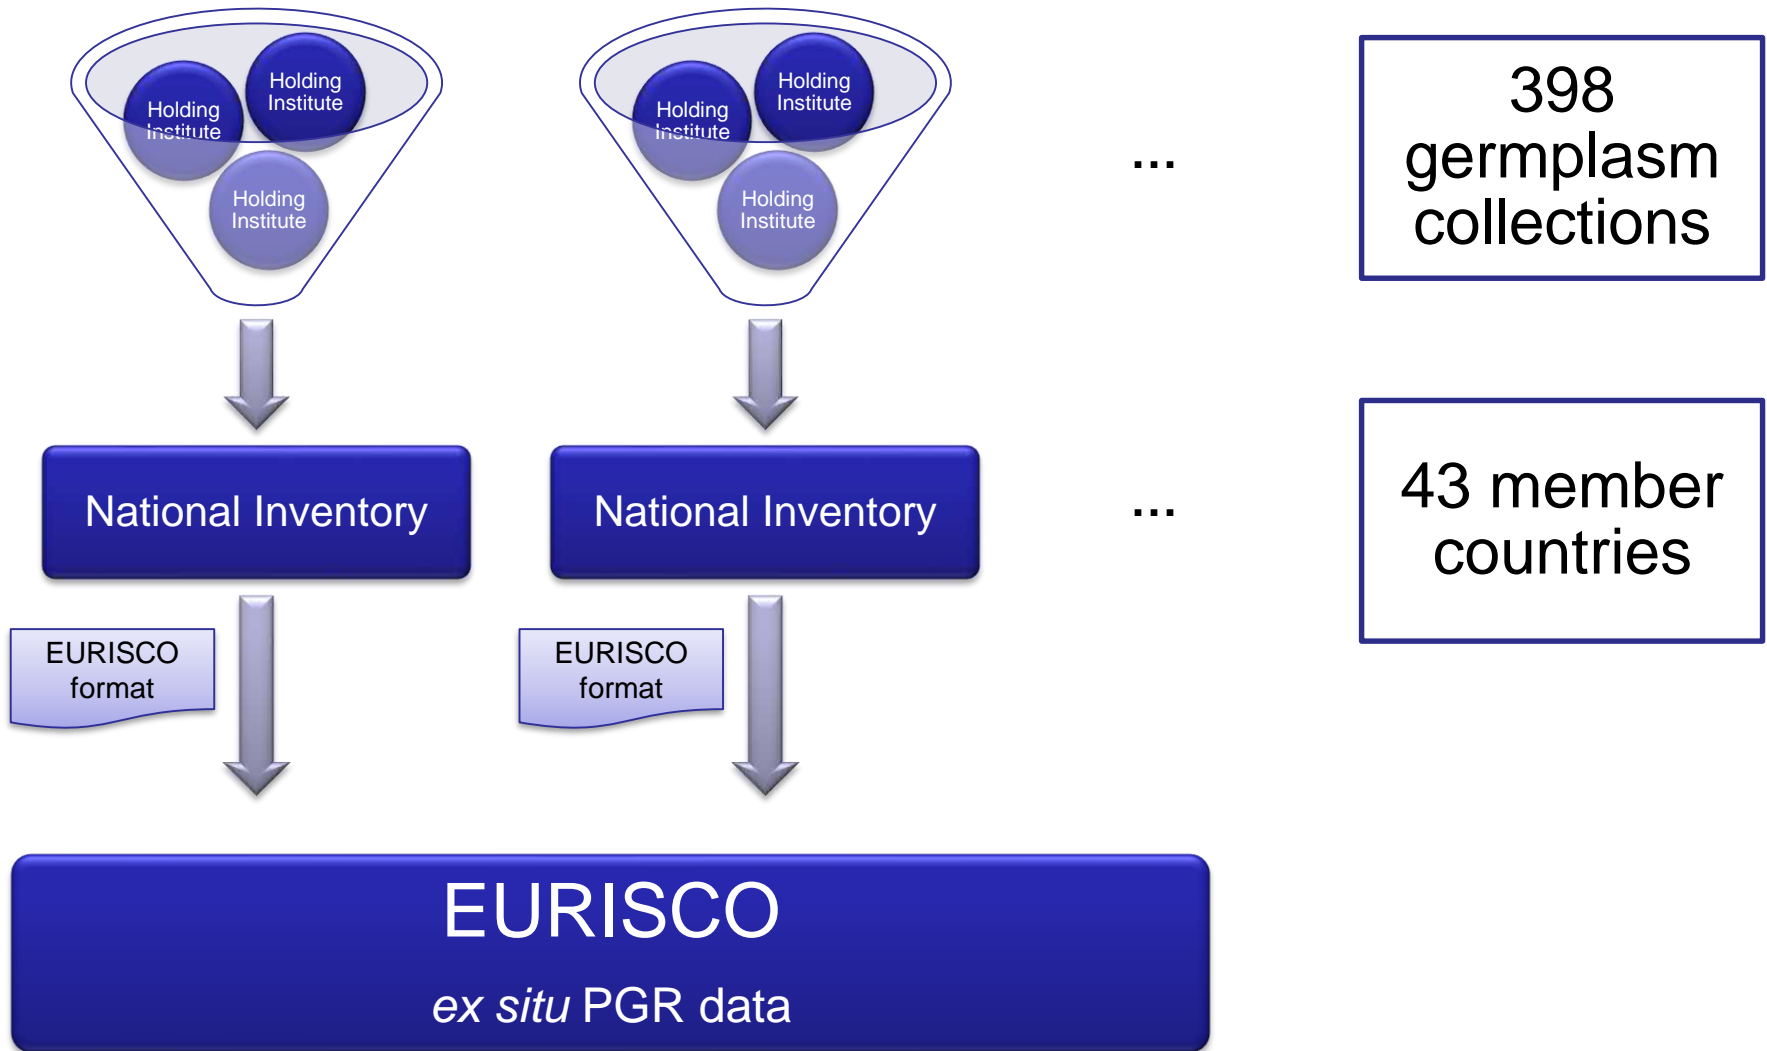 Holding
Institute
Holding
Institute
Holding
Institute
Holding
Institute
Holding
Institute
Holding
Institute
...
398
germplasm
collections
National Inventory
National Inventory
...
43 member
countries
EURISCO
format
EURISCO
format
EURISCO
ex situ PGR data